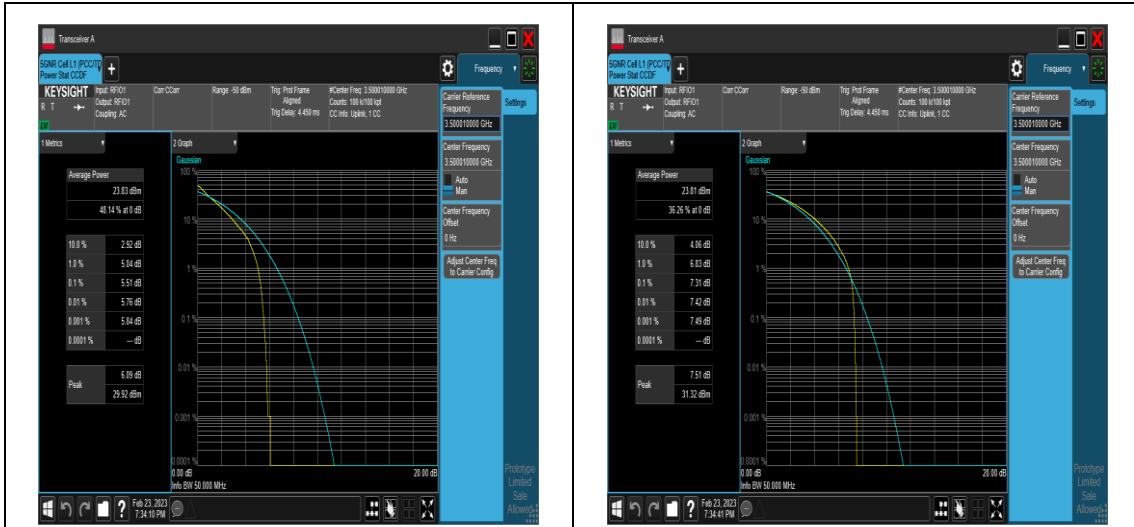 Transceiver A
5GNR Cell L1 (PCC/TD
Power Stat CCDF
+
Frequency
KEYSIGHT
R T
LV
Input: RFIO1
Output: RFIO1
Coupling: AC
Corr CCorr
Range -50 dBm
Trig: Prot Frame
Aligned
Trig Delay: 4.450 ms
#Center Freq: 3.500010000 GHz
Counts: 100 k/100 kpt
CC Info: Uplink, 1 CC
Carrier Reference
Frequency
3.500010000 GHz
Settings
Center Frequency
3.500010000 GHz
Auto
Man
Center Frequency
Offset
0 Hz
Adjust Center Freq
to Carrier Config
1 Metrics
Average Power
23.83 dBm
48.14 % at 0 dB
10.0 % 2.92 dB
1.0 % 5.04 dB
0.1 % 5.51 dB
0.01 % 5.76 dB
0.001 % 5.84 dB
0.0001 % --- dB
Peak
6.09 dB
29.92 dBm
2 Graph
Gaussian
100 %
10 %
1 %
0.1 %
0.01 %
0.001 %
0.0001 %
0.00 dB 20.00 dB
Info BW 50.000 MHz
Prototype
Limited
Sale
Allowed
?
Feb 23, 2023
7:34:10 PM
Transceiver A
5GNR Cell L1 (PCC/TD
Power Stat CCDF
+
Frequency
KEYSIGHT
R T
LV
Input: RFIO1
Output: RFIO1
Coupling: AC
Corr CCorr
Range -50 dBm
Trig: Prot Frame
Aligned
Trig Delay: 4.450 ms
#Center Freq: 3.500010000 GHz
Counts: 100 k/100 kpt
CC Info: Uplink, 1 CC
Carrier Reference
Frequency
3.500010000 GHz
Settings
Center Frequency
3.500010000 GHz
Auto
Man
Center Frequency
Offset
0 Hz
Adjust Center Freq
to Carrier Config
1 Metrics
Average Power
23.81 dBm
36.26 % at 0 dB
10.0 % 4.06 dB
1.0 % 6.83 dB
0.1 % 7.31 dB
0.01 % 7.42 dB
0.001 % 7.49 dB
0.0001 % --- dB
Peak
7.51 dB
31.32 dBm
2 Graph
Gaussian
100 %
10 %
1 %
0.1 %
0.01 %
0.001 %
0.0001 %
0.00 dB 20.00 dB
Info BW 50.000 MHz
Prototype
Limited
Sale
Allowed
?
Feb 23, 2023
7:34:41 PM